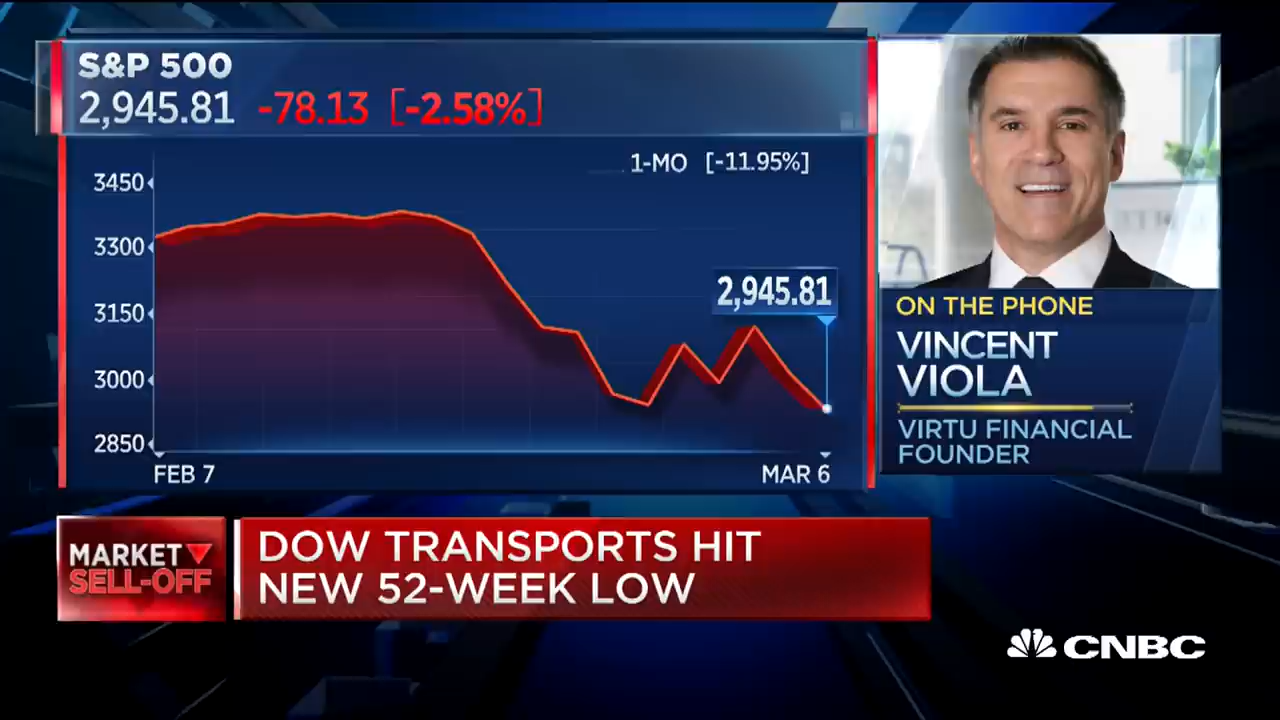 S&P 500
2,945.81 -78.13 [-2.58%]
1-MO [-11.95%]
3450
3300
3150
3000
2850
2,945.81
FEB 7
MAR 6
ON THE PHONE
VINCENT
VIOLA
VIRTU FINANCIAL
FOUNDER
MARKET
SELL-OFF
DOW TRANSPORTS HIT
NEW 52-WEEK LOW
CNBC